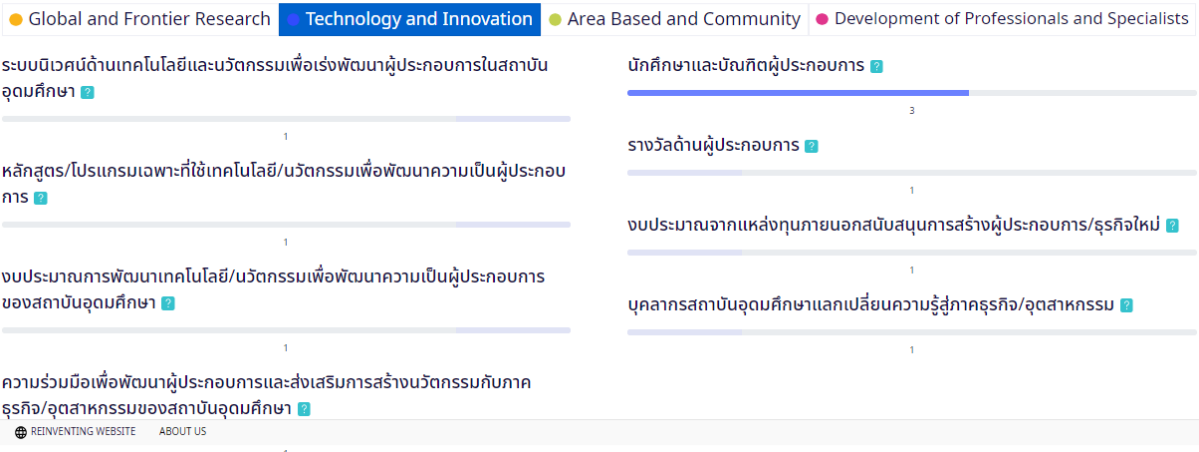 Global and Frontier Research
Technology and Innovation
Area Based and Community
Development of Professionals and Specialists
ระบบนิเวศน์ด้านเทคโนโลยีและนวัตกรรมเพื่อเร่งพัฒนาผู้ประกอบการในสถาบัน
อุดมศึกษา ?
1
หลักสูตร/โปรแกรมเฉพาะที่ใช้เทคโนโลยี/นวัตกรรมเพื่อพัฒนาความเป็นผู้ประกอบ
การ ?
1
งบประมาณการพัฒนาเทคโนโลยี/นวัตกรรมเพื่อพัฒนาความเป็นผู้ประกอบการ
ของสถาบันอุดมศึกษา ?
1
ความร่วมมือเพื่อพัฒนาผู้ประกอบการและส่งเสริมการสร้างนวัตกรรมกับภาค
ธุรกิจ/อุตสาหกรรมของสถาบันอุดมศึกษา ?
นักศึกษาและบัณฑิตผู้ประกอบการ ?
3
รางวัลด้านผู้ประกอบการ ?
1
งบประมาณจากแหล่งทุนภายนอกสนับสนุนการสร้างผู้ประกอบการ/ธุรกิจใหม่ ?
1
บุคลากรสถาบันอุดมศึกษาแลกเปลี่ยนความรู้สู่ภาคธุรกิจ/อุตสาหกรรม ?
1
REINVENTING WEBSITE
ABOUT US